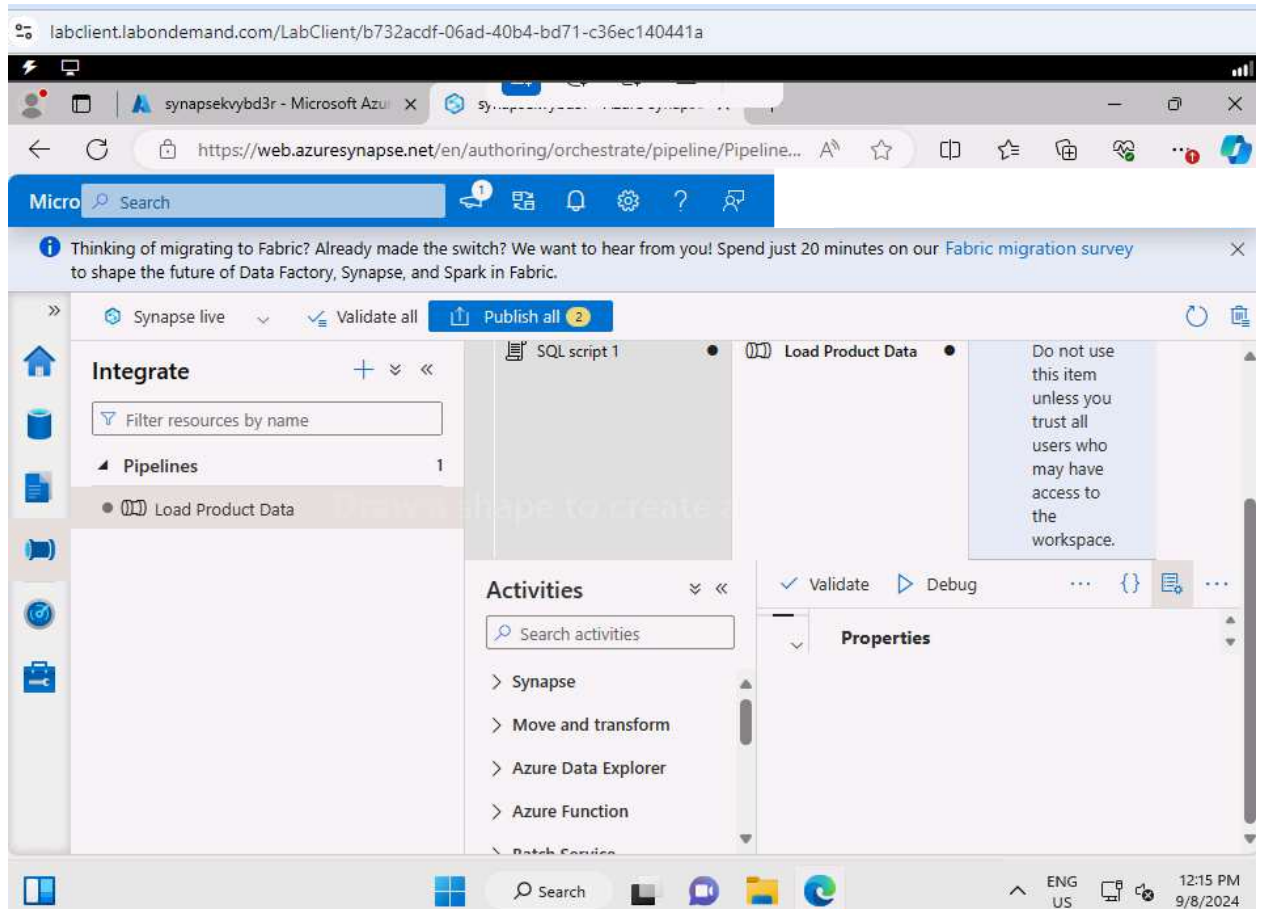 labclient.labondemand.com/LabClient/b732acdf-06ad-40b4-bd71-c36ec140441a
synapsekvybd3r - Microsoft Azu
https://web.azuresynapse.net/en/authoring/orchestrate/pipeline/Pipeline...
Micro
Search
1
Thinking of migrating to Fabric? Already made the switch? We want to hear from you! Spend just 20 minutes on our Fabric migration survey
to shape the future of Data Factory, Synapse, and Spark in Fabric.
Synapse live
Validate all
Publish all 2
Integrate
Filter resources by name
Pipelines 1
Load Product Data
SQL script 1
Load Product Data
Do not use
this item
unless you
trust all
users who
may have
access to
the
workspace.
Activities
Search activities
Synapse
Move and transform
Azure Data Explorer
Azure Function
Batch Service
Validate
Debug
Properties
Search
ENG
US
12:15 PM
9/8/2024